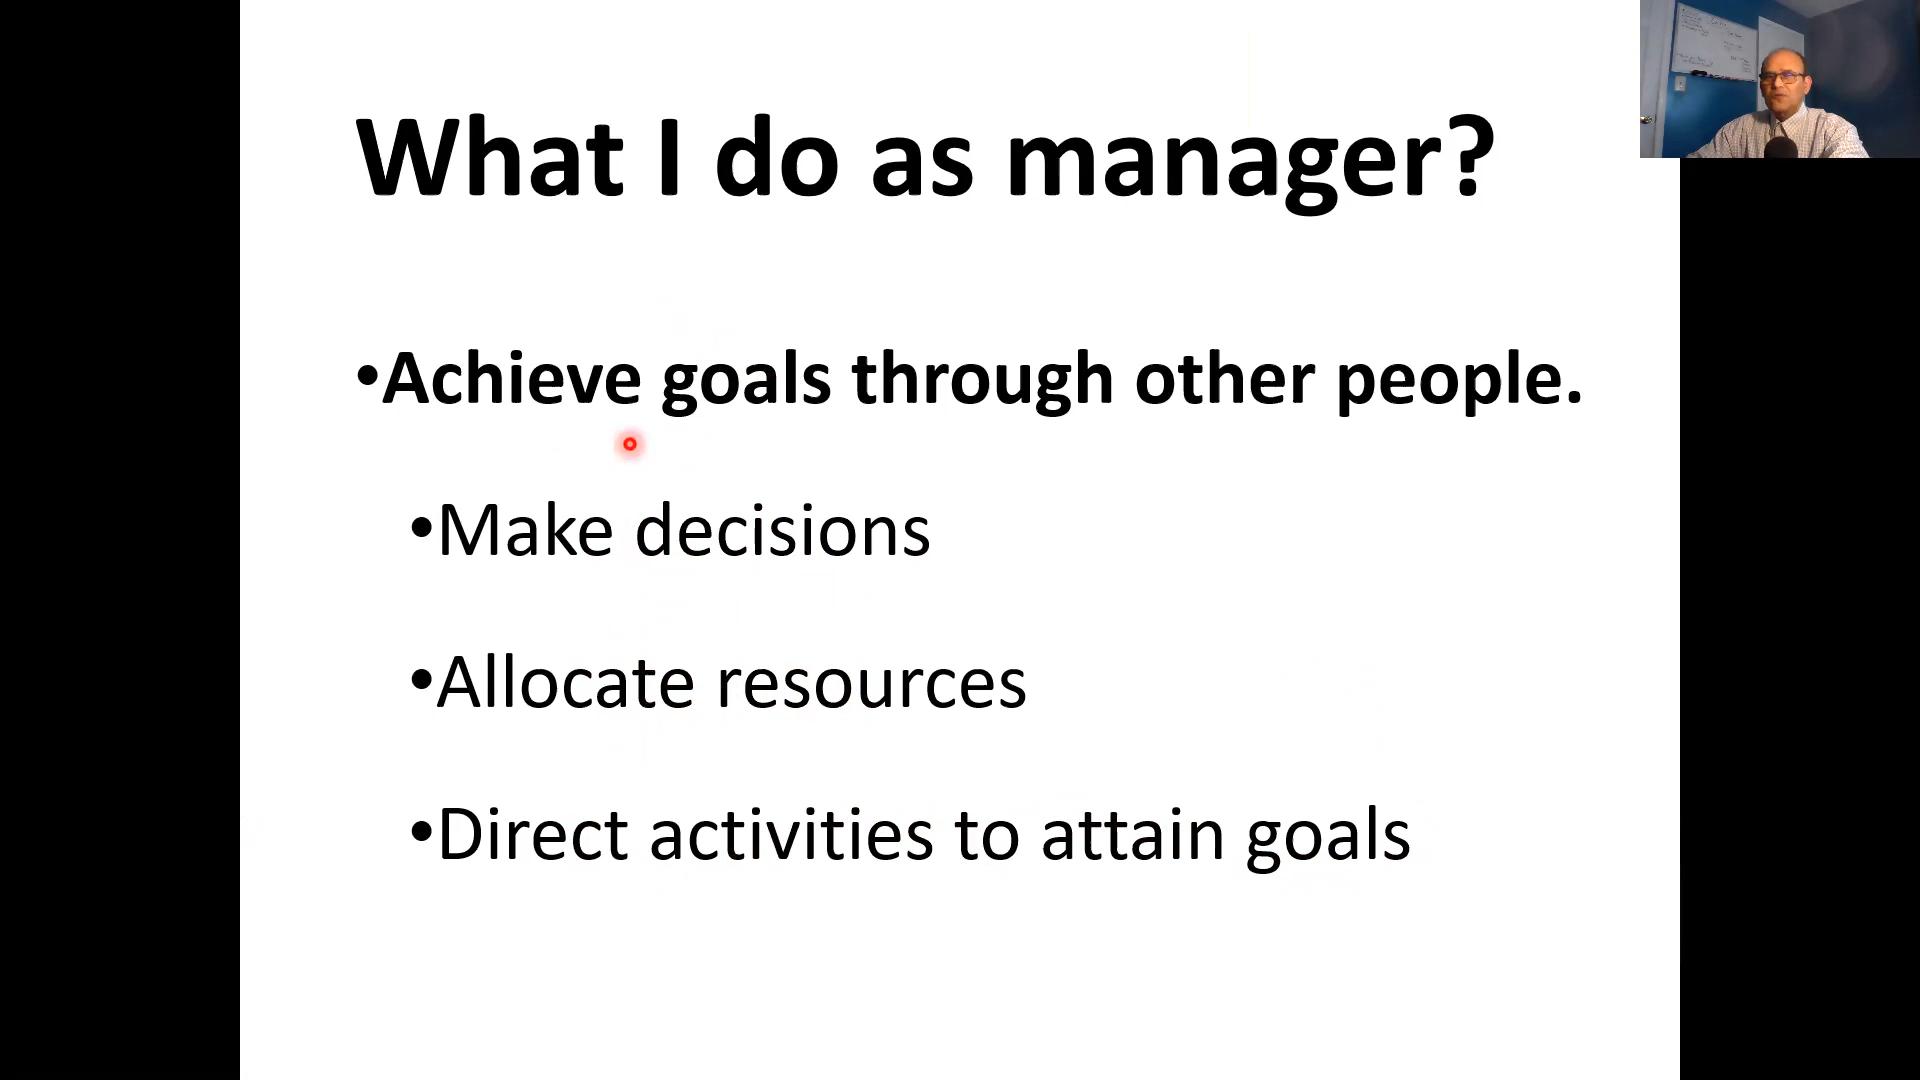 What I do as manager?
•Achieve goals through other people.
•Make decisions
•Allocate resources
•Direct activities to attain goals